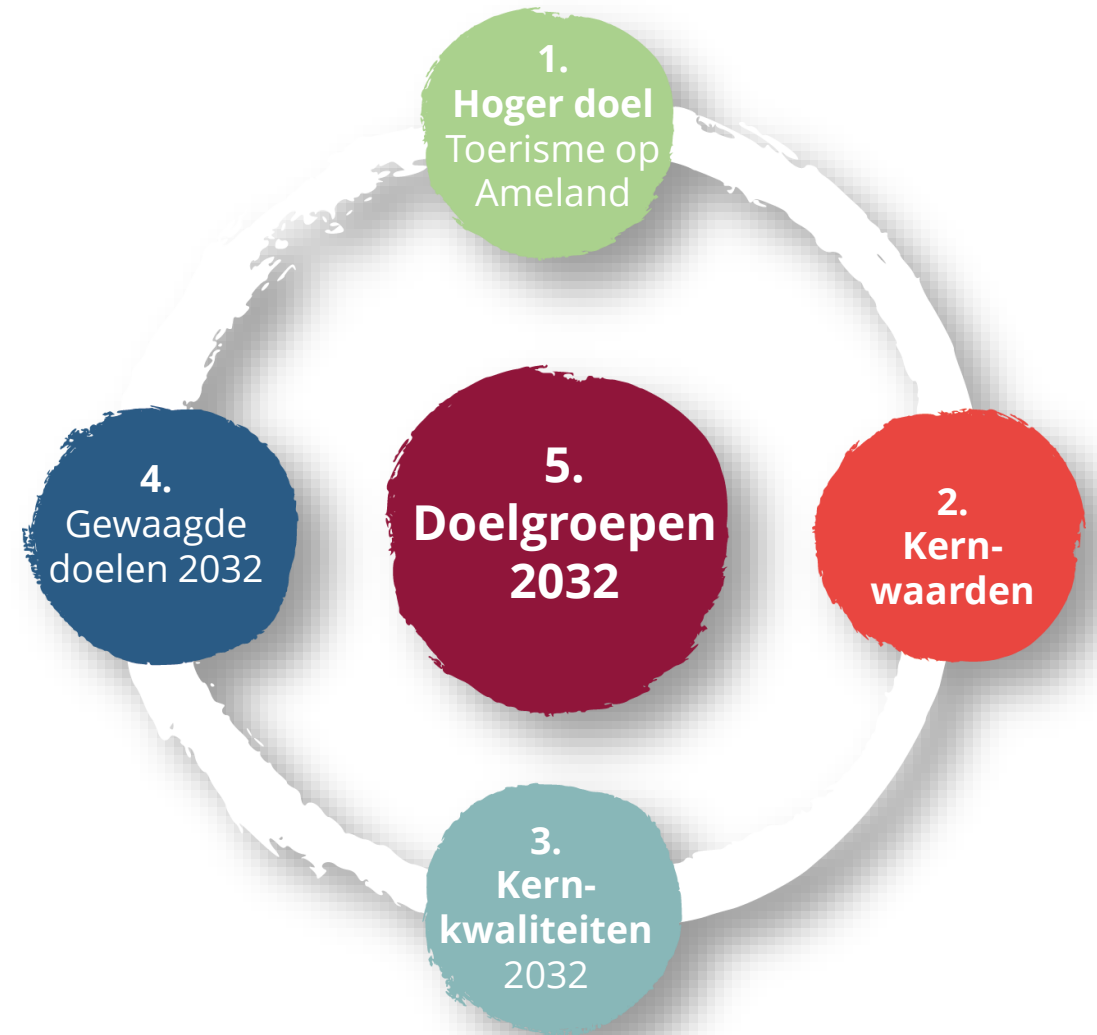 1.
Hoger doel
Toerisme op
Ameland
2.
Kern-
waarden
3.
Kern-
kwaliteiten
2032
4.
Gewaagde
doelen 2032
5.
Doelgroepen
2032